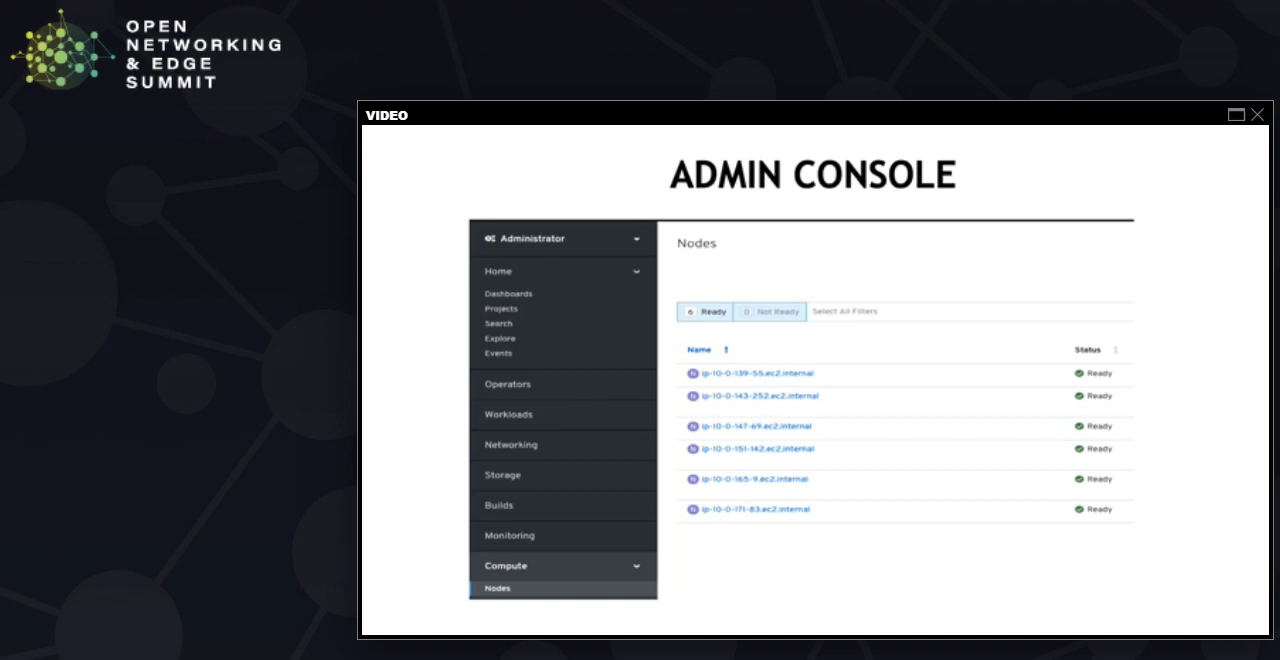 OPEN
NETWORKING
& EDGE
SUMMIT
VIDEO
ADMIN CONSOLE
Administrator
Home
Dashboards
Projects
Search
Explore
Events
Operators
Workloads
Networking
Storage
Builds
Monitoring
Compute
Nodes
Nodes
6 Ready 0 Not Ready Select All Filters
Name Status
N ip-10-0-139-55.ec2.internal Ready
N ip-10-0-143-252.ec2.internal Ready
N ip-10-0-147-69.ec2.internal Ready
N ip-10-0-151-142.ec2.internal Ready
N ip-10-0-165-9.ec2.internal Ready
N ip-10-0-171-83.ec2.internal Ready